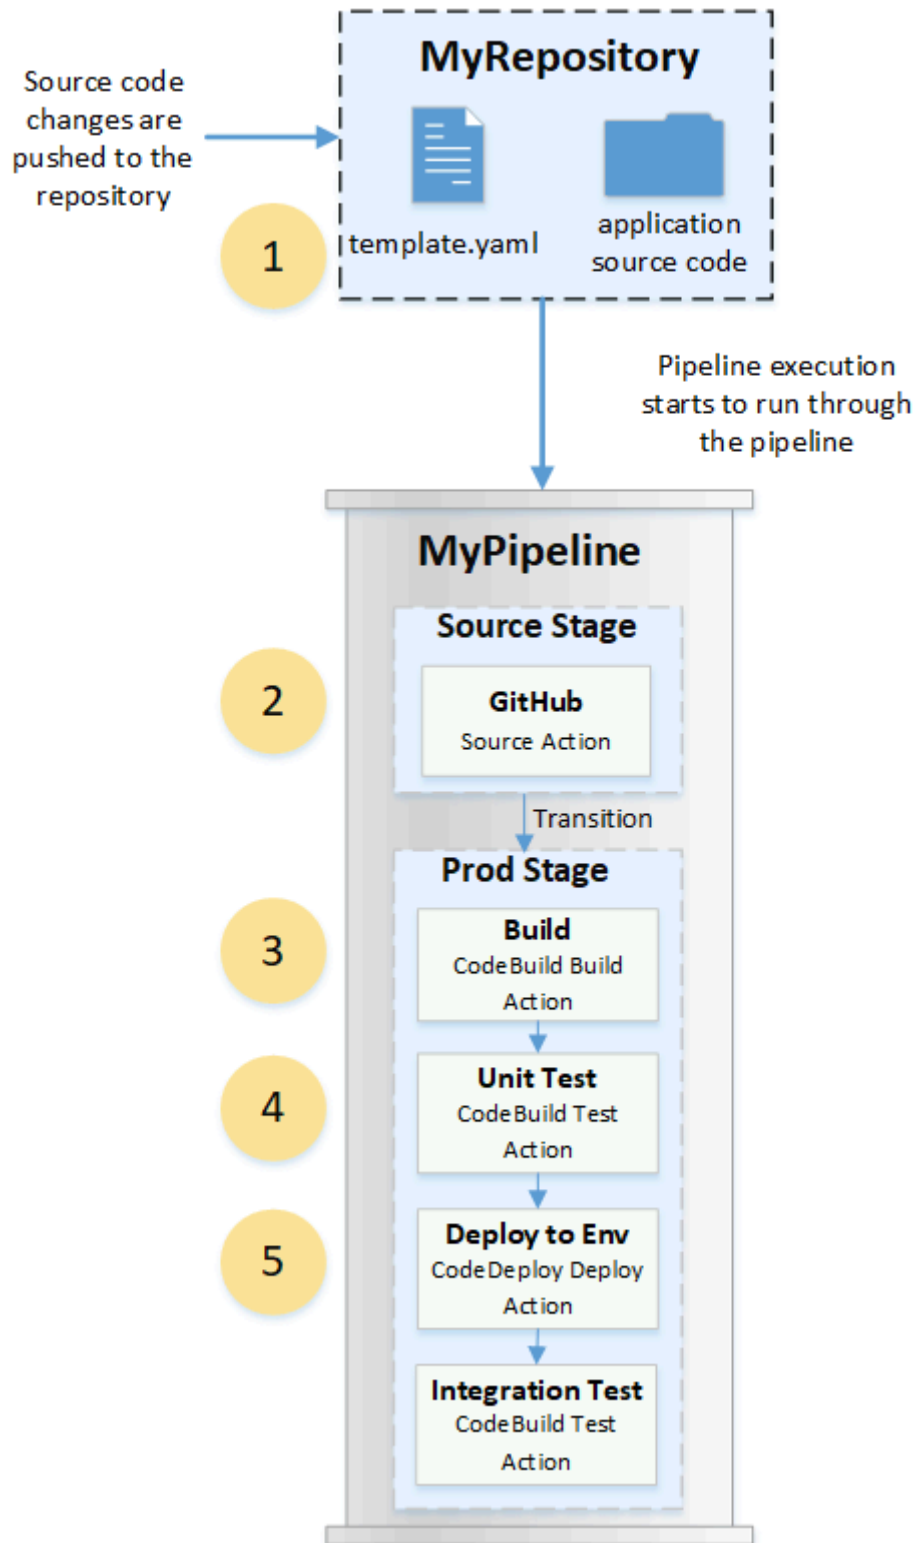 MyRepository
Source code
changes are
pushed to the
repository
template.yaml
application
source code
1
Pipeline execution
starts to run through
the pipeline
MyPipeline
Source Stage
2
GitHub
Source Action
Transition
Prod Stage
3
Build
CodeBuild Build
Action
4
Unit Test
CodeBuild Test
Action
5
Deploy to Env
CodeDeploy Deploy
Action
Integration Test
CodeBuild Test
Action